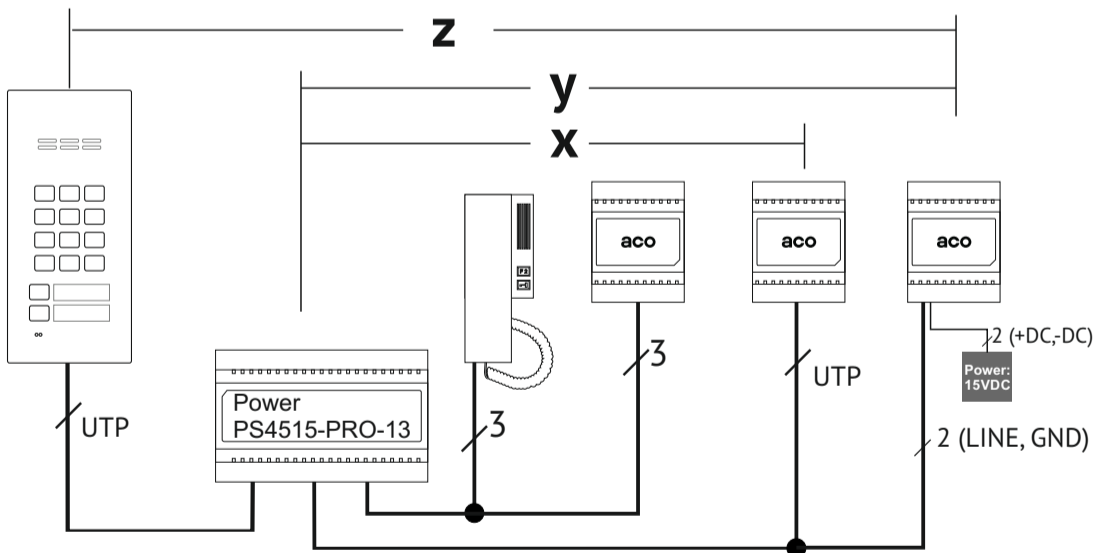 z
y
x
aco
aco
aco
2 (+DC,-DC)
3
UTP
Power:
15VDC
Power
PS4515-PRO-13
UTP
3
2 (LINE, GND)